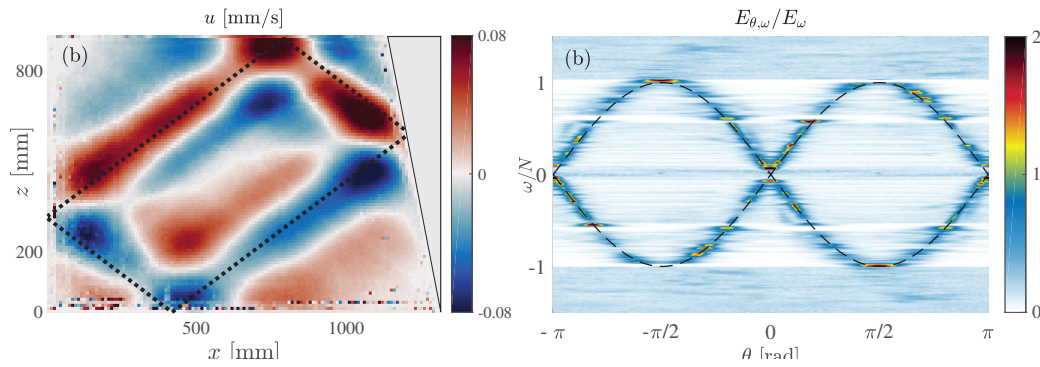 u [mm/s]
(b)
0.08
0
-0.08
800
200
0
z [mm]
500
1000
x [mm]
E_{θ,ω}/E_ω
(b)
1
0
-1
ω/N
- π
-π/2
0
π/2
π
θ [rad]
2
1
0